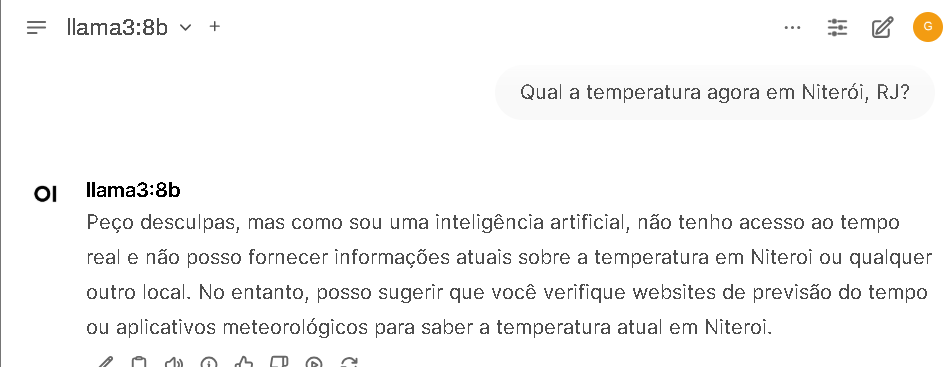 llama3:8b
G
Qual a temperatura agora em Niterói, RJ?
OI
llama3:8b
Peço desculpas, mas como sou uma inteligência artificial, não tenho acesso ao tempo
real e não posso fornecer informações atuais sobre a temperatura em Niteroi ou qualquer
outro local. No entanto, posso sugerir que você verifique websites de previsão do tempo
ou aplicativos meteorológicos para saber a temperatura atual em Niteroi.